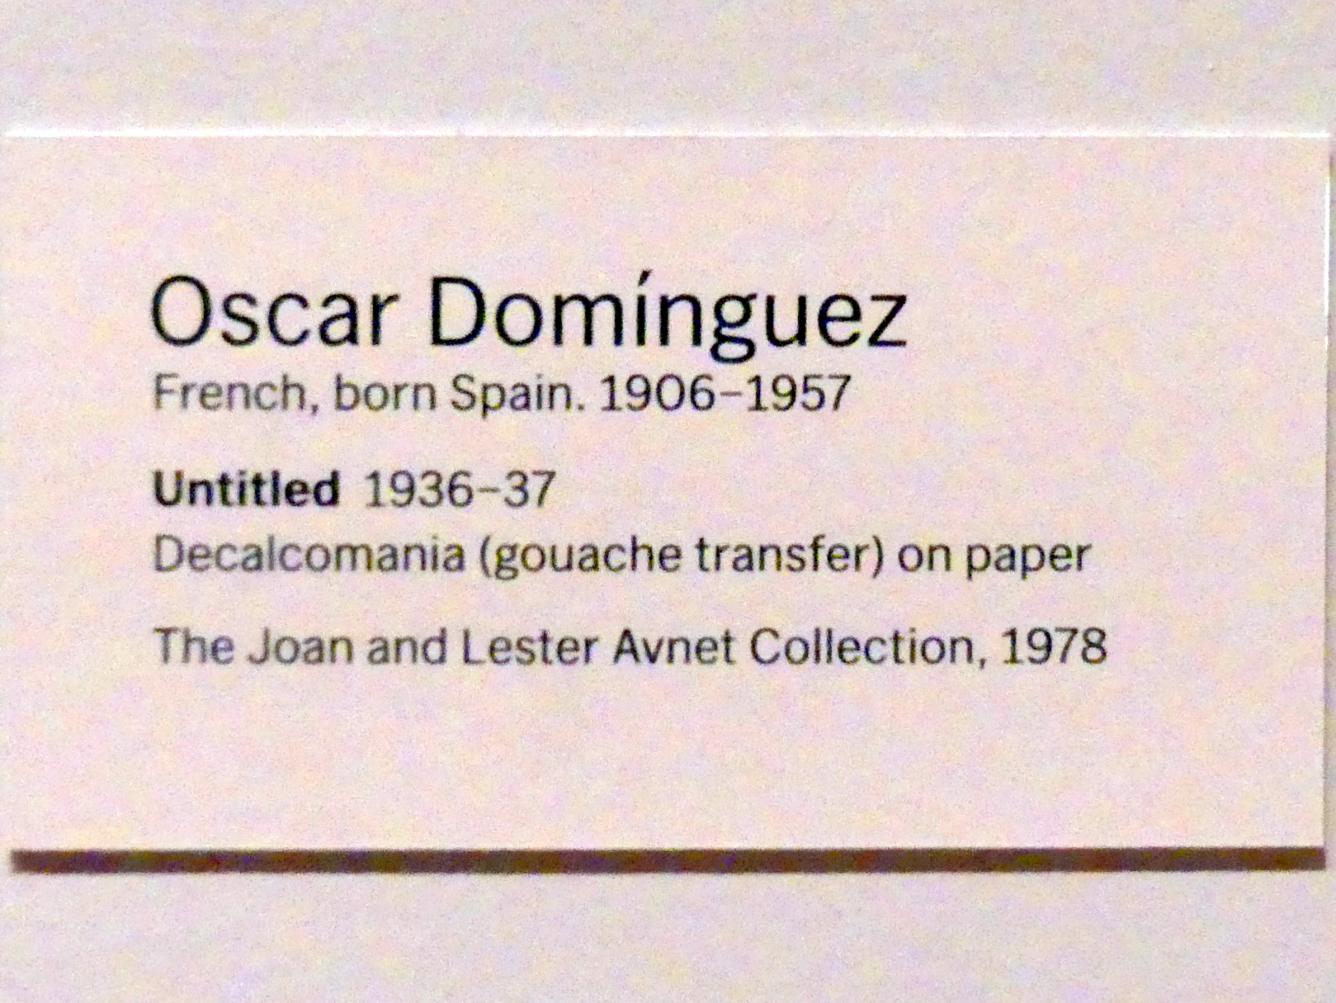 Oscar Domínguez
French, born Spain. 1906–1957
Untitled 1936–37
Decalcomania (gouache transfer) on paper
The Joan and Lester Avnet Collection, 1978